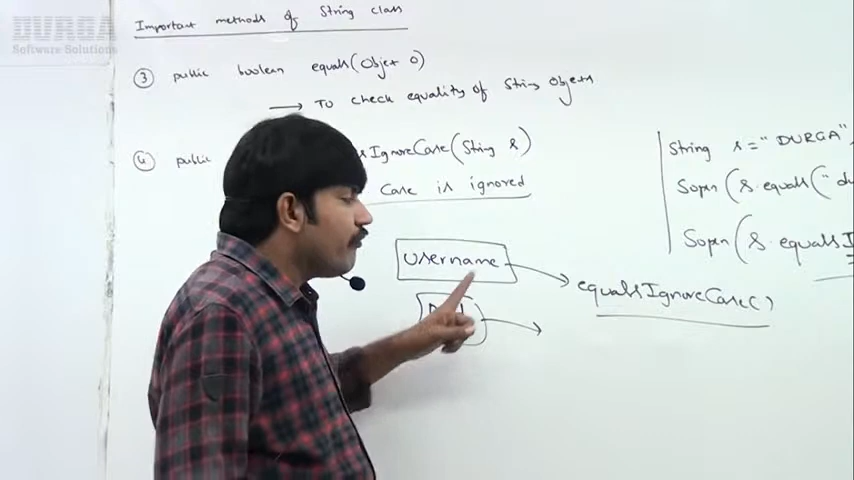 DURGA
Software Solutions
Important methods of String class
③ public boolean equals(Object o)
→ To check equality of String Objects
④ public IgnoreCase(String s)
Case is ignored
String s="DURGA"
Sopln(s.equals("du
Sopln(s.equalsI
username
equalsIgnoreCase()